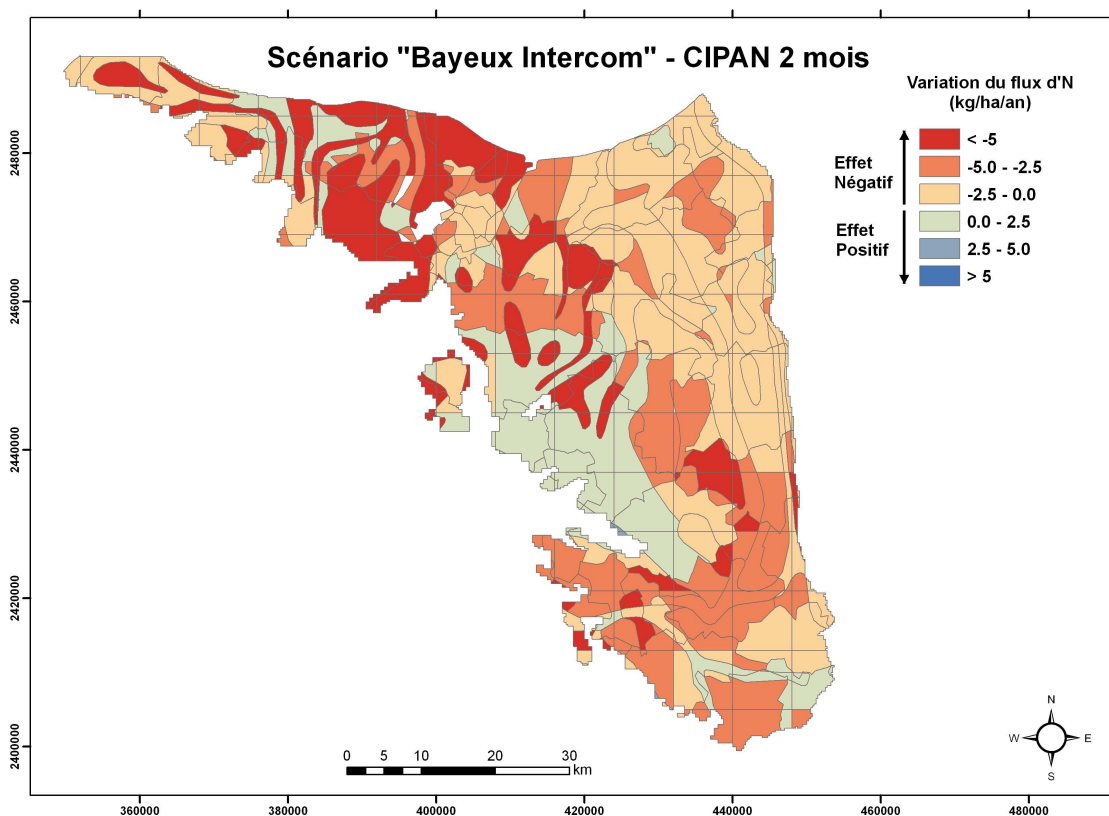 Scénario "Bayeux Intercom" - CIPAN 2 mois
Variation du flux d'N
(kg/ha/an)
Effet
Négatif
< -5
-5.0 - -2.5
-2.5 - 0.0
Effet
Positif
0.0 - 2.5
2.5 - 5.0
> 5
2480000
2460000
2440000
2420000
2400000
0 5 10 20 30
km
N
W E
S
360000 380000 400000 420000 440000 460000 480000